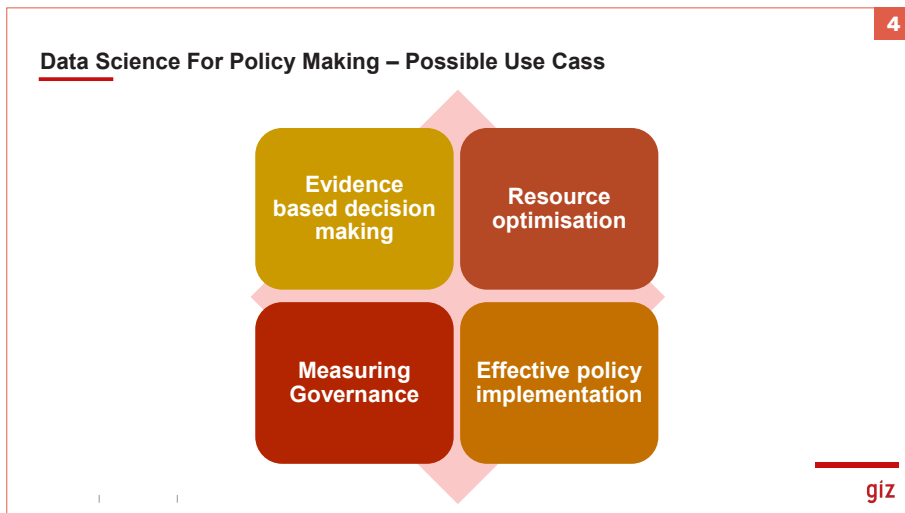 4
Data Science For Policy Making – Possible Use Cass
Evidence
based decision
making
Resource
optimisation
Measuring
Governance
Effective policy
implementation
giz